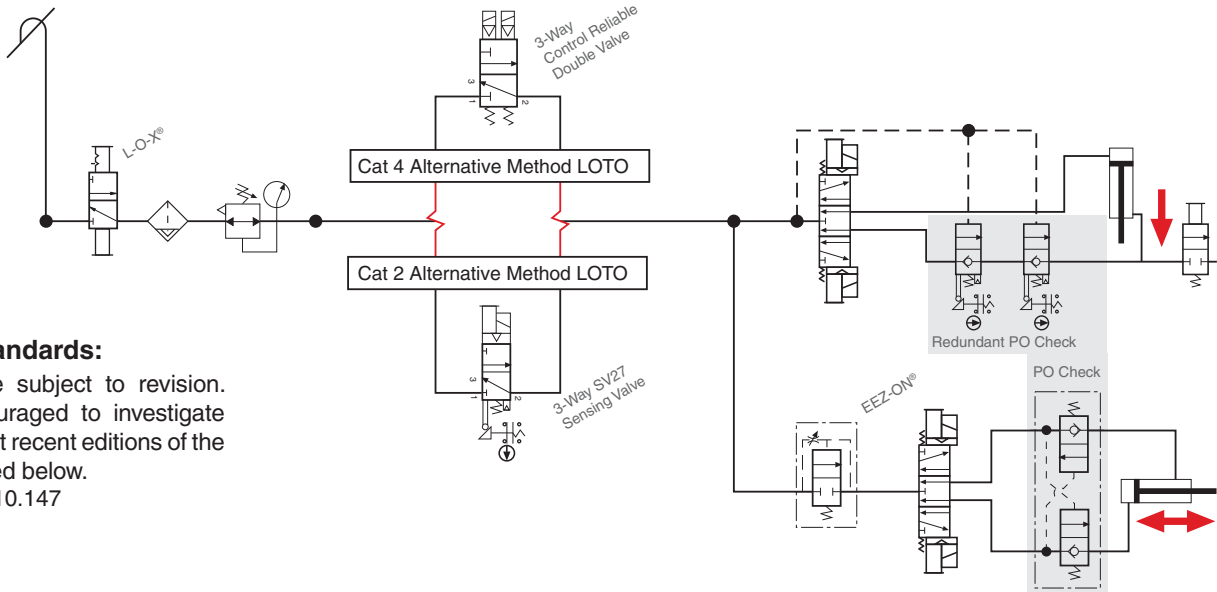 L-O-X®
3-Way
Control Reliable
Double Valve
3
1
2
Cat 4 Alternative Method LOTO
Cat 2 Alternative Method LOTO
3
1
2
3-Way SV27
Sensing Valve
Redundant PO Check
PO Check
EEZ-ON®
andards:
e subject to revision.
ouraged to investigate
t recent editions of the
ed below.
10.147